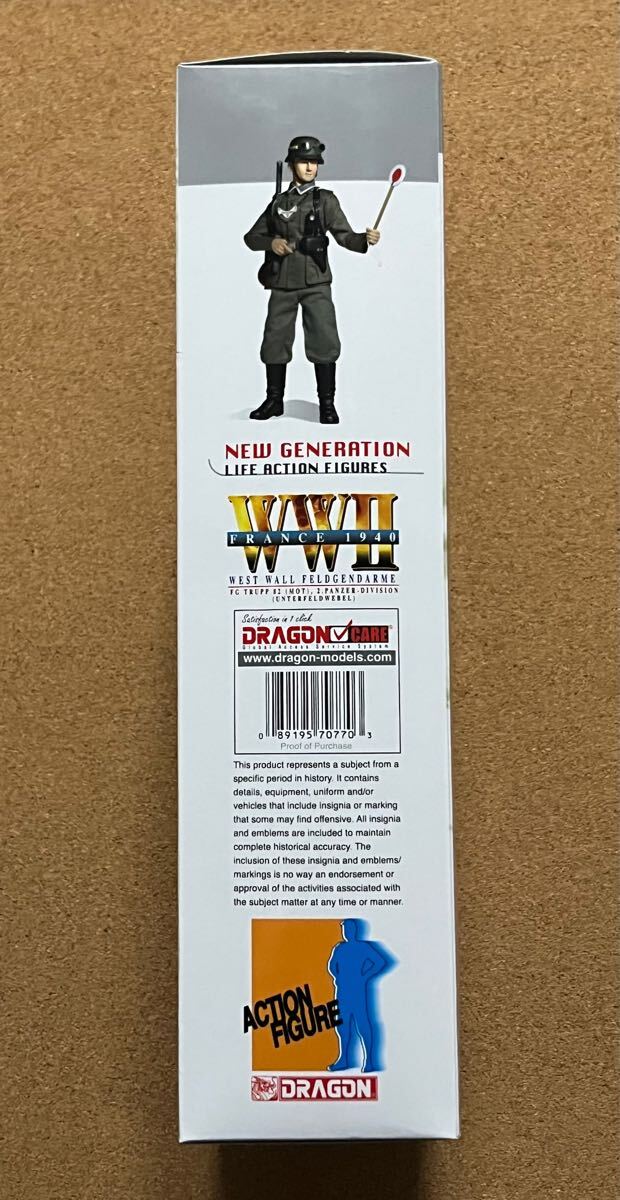 NEW GENERATION
LIFE ACTION FIGURES
WWII
FRANCE 1940
WEST WALL FELDGENDARME
FG TRUPP 82 (MOT), 2.PANZER-DIVISION
(UNTERFELDWEBEL)
Satisfaction in 1 click
DRAGON CARE
Global Access Service System
www.dragon-models.com
0 89195 70770 3
Proof of Purchase
This product represents a subject from a
specific period in history. It contains
details, equipment, uniform and/or
vehicles that include insignia or marking
that some may find offensive. All insignia
and emblems are included to maintain
complete historical accuracy. The
inclusion of these insignia and emblems/
markings is no way an endorsement or
approval of the activities associated with
the subject matter at any time or manner.
ACTION
FIGURE
DRAGON